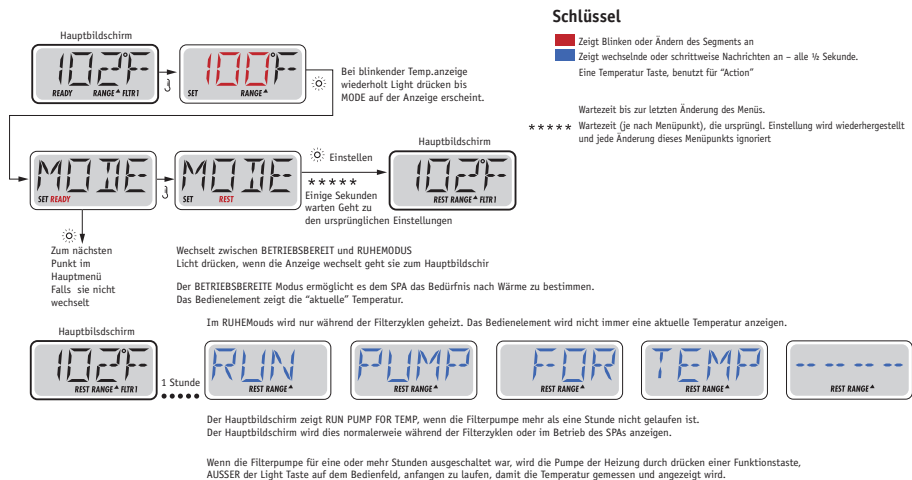 Schlüssel
Zeigt Blinken oder Ändern des Segments an
Zeigt wechselnde oder schrittweise Nachrichten an – alle ½ Sekunde.
Eine Temperatur Taste, benutzt für “Action”
Wartezeit bis zur letzten Änderung des Menüs.
***** Wartezeit (je nach Menüpunkt), die ursprüngl. Einstellung wird wiederhergestellt
und jede Änderung dieses Menüpunkts ignoriert
Hauptbildschirm
102°F
READY RANGE FLTR1
100°F
SET RANGE
Bei blinkender Temp.anzeige
wiederholt Light drücken bis
MODE auf der Anzeige erscheint.
MODE
SET READY
MODE
SET REST
Einstellen
*****
Einige Sekunden
warten Geht zu
den ursprünglichen Einstellungen
Hauptbildschirm
102°F
REST RANGE FLTR1
Zum nächsten
Punkt im
Hauptmenü
Falls sie nicht
wechselt
Wechselt zwischen BETRIEBSBEREIT und RUHEMODUS
Licht drücken, wenn die Anzeige wechselt geht sie zum Hauptbildschir
Der BETRIEBSBEREITE Modus ermöglicht es dem SPA das Bedürfnis nach Wärme zu bestimmen.
Das Bedienelement zeigt die “aktuelle” Temperatur.
Im RUHEMouds wird nur während der Filterzyklen geheizt. Das Bedienelement wird nicht immer eine aktuelle Temperatur anzeigen.
Hauptbilsdschirm
102°F
REST RANGE FLTR1
1 Stunde
RUN
REST RANGE
PUMP
REST RANGE
FOR
REST RANGE
TEMP
REST RANGE
-----
REST RANGE
Der Hauptbildschirm zeigt RUN PUMP FOR TEMP, wenn die Filterpumpe mehr als eine Stunde nicht gelaufen ist.
Der Hauptbildschirm wird dies normalerweie während der Filterzyklen oder im Betrieb des SPAs anzeigen.
Wenn die Filterpumpe für eine oder mehr Stunden ausgeschaltet war, wird die Pumpe der Heizung durch drücken einer Funktionstaste,
AUSSER der Light Taste auf dem Bedienfeld, anfangen zu laufen, damit die Temperatur gemessen und angezeigt wird.